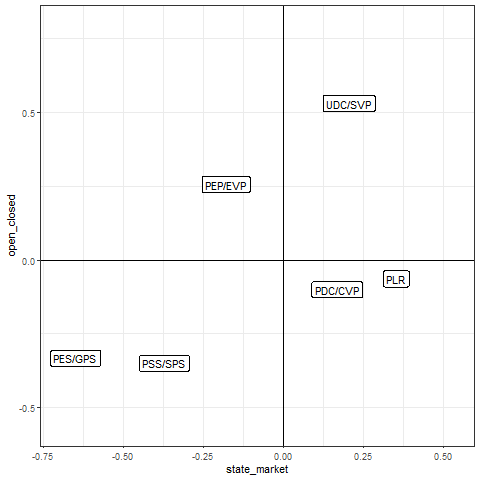 open_closed
0.5
0.0
-0.5
UDC/SVP
PEP/EVP
PLR
PDC/CVP
PES/GPS
PSS/SPS
-0.75
-0.50
-0.25
0.00
0.25
0.50
state_market